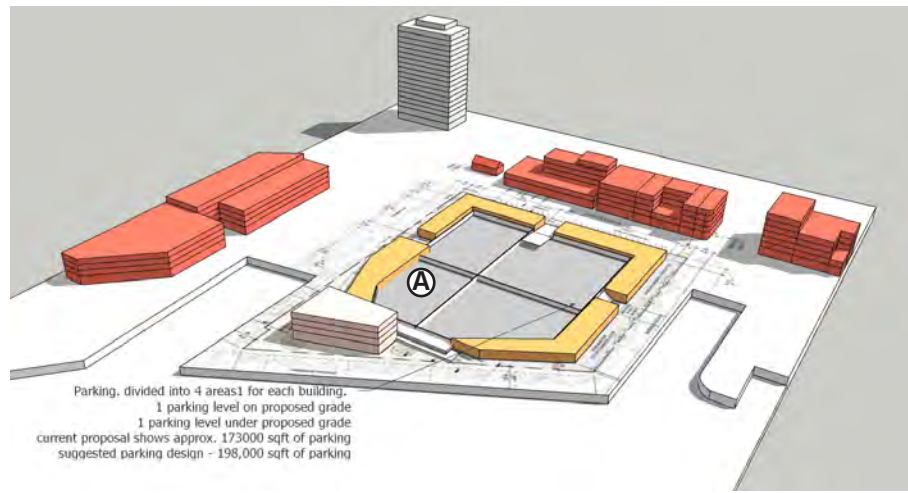 A
Parking. divided into 4 areas1 for each building.
1 parking level on proposed grade
1 parking level under proposed grade
current proposal shows approx. 173000 sqft of parking
suggested parking design - 198,000 sqft of parking